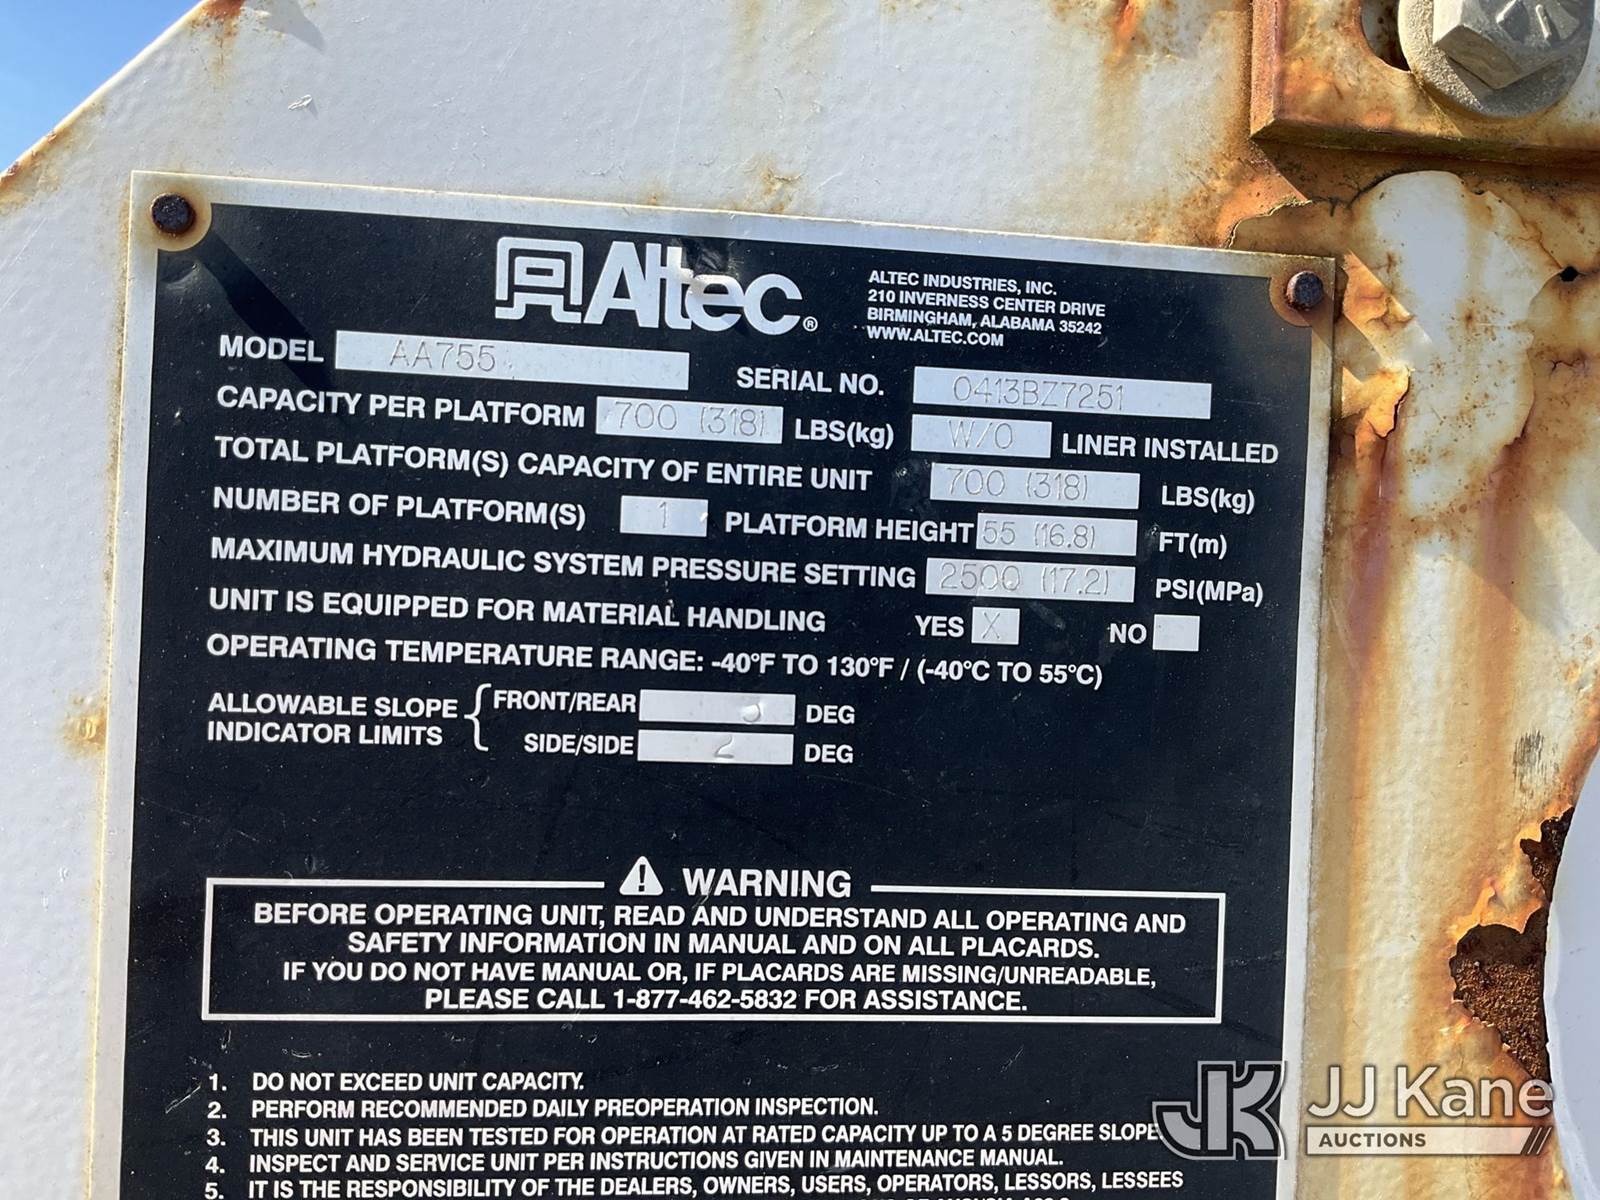 Altec®
ALTEC INDUSTRIES, INC.
210 INVERNESS CENTER DRIVE
BIRMINGHAM, ALABAMA 35242
WWW.ALTEC.COM
MODEL AA755 SERIAL NO. 0413BZ7251
CAPACITY PER PLATFORM 700 (318) LBS(kg) W/O LINER INSTALLED
TOTAL PLATFORM(S) CAPACITY OF ENTIRE UNIT 700 (318) LBS(kg)
NUMBER OF PLATFORM(S) 1 PLATFORM HEIGHT 55 (16.8) FT(m)
MAXIMUM HYDRAULIC SYSTEM PRESSURE SETTING 2500 (17.2) PSI(MPa)
UNIT IS EQUIPPED FOR MATERIAL HANDLING YES X NO
OPERATING TEMPERATURE RANGE: -40°F TO 130°F / (-40°C TO 55°C)
ALLOWABLE SLOPE INDICATOR LIMITS { FRONT/REAR DEG
SIDE/SIDE 2 DEG
WARNING
BEFORE OPERATING UNIT, READ AND UNDERSTAND ALL OPERATING AND
SAFETY INFORMATION IN MANUAL AND ON ALL PLACARDS.
IF YOU DO NOT HAVE MANUAL OR, IF PLACARDS ARE MISSING/UNREADABLE,
PLEASE CALL 1-877-462-5832 FOR ASSISTANCE.
1. DO NOT EXCEED UNIT CAPACITY.
2. PERFORM RECOMMENDED DAILY PREOPERATION INSPECTION.
3. THIS UNIT HAS BEEN TESTED FOR OPERATION AT RATED CAPACITY UP TO A 5 DEGREE SLOPE
4. INSPECT AND SERVICE UNIT PER INSTRUCTIONS GIVEN IN MAINTENANCE MANUAL.
5. IT IS THE RESPONSIBILITY OF THE DEALERS, OWNERS, USERS, OPERATORS, LESSORS, LESSEES
JK JJ Kane
AUCTIONS